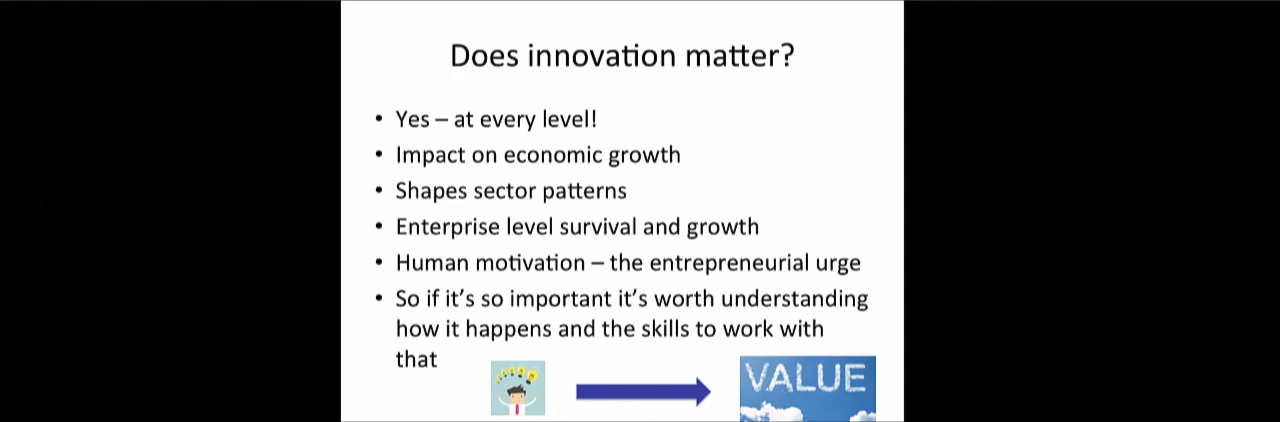 Does innovation matter?
• Yes – at every level!
• Impact on economic growth
• Shapes sector patterns
• Enterprise level survival and growth
• Human motivation – the entrepreneurial urge
• So if it's so important it's worth understanding
how it happens and the skills to work with
that
VALUE